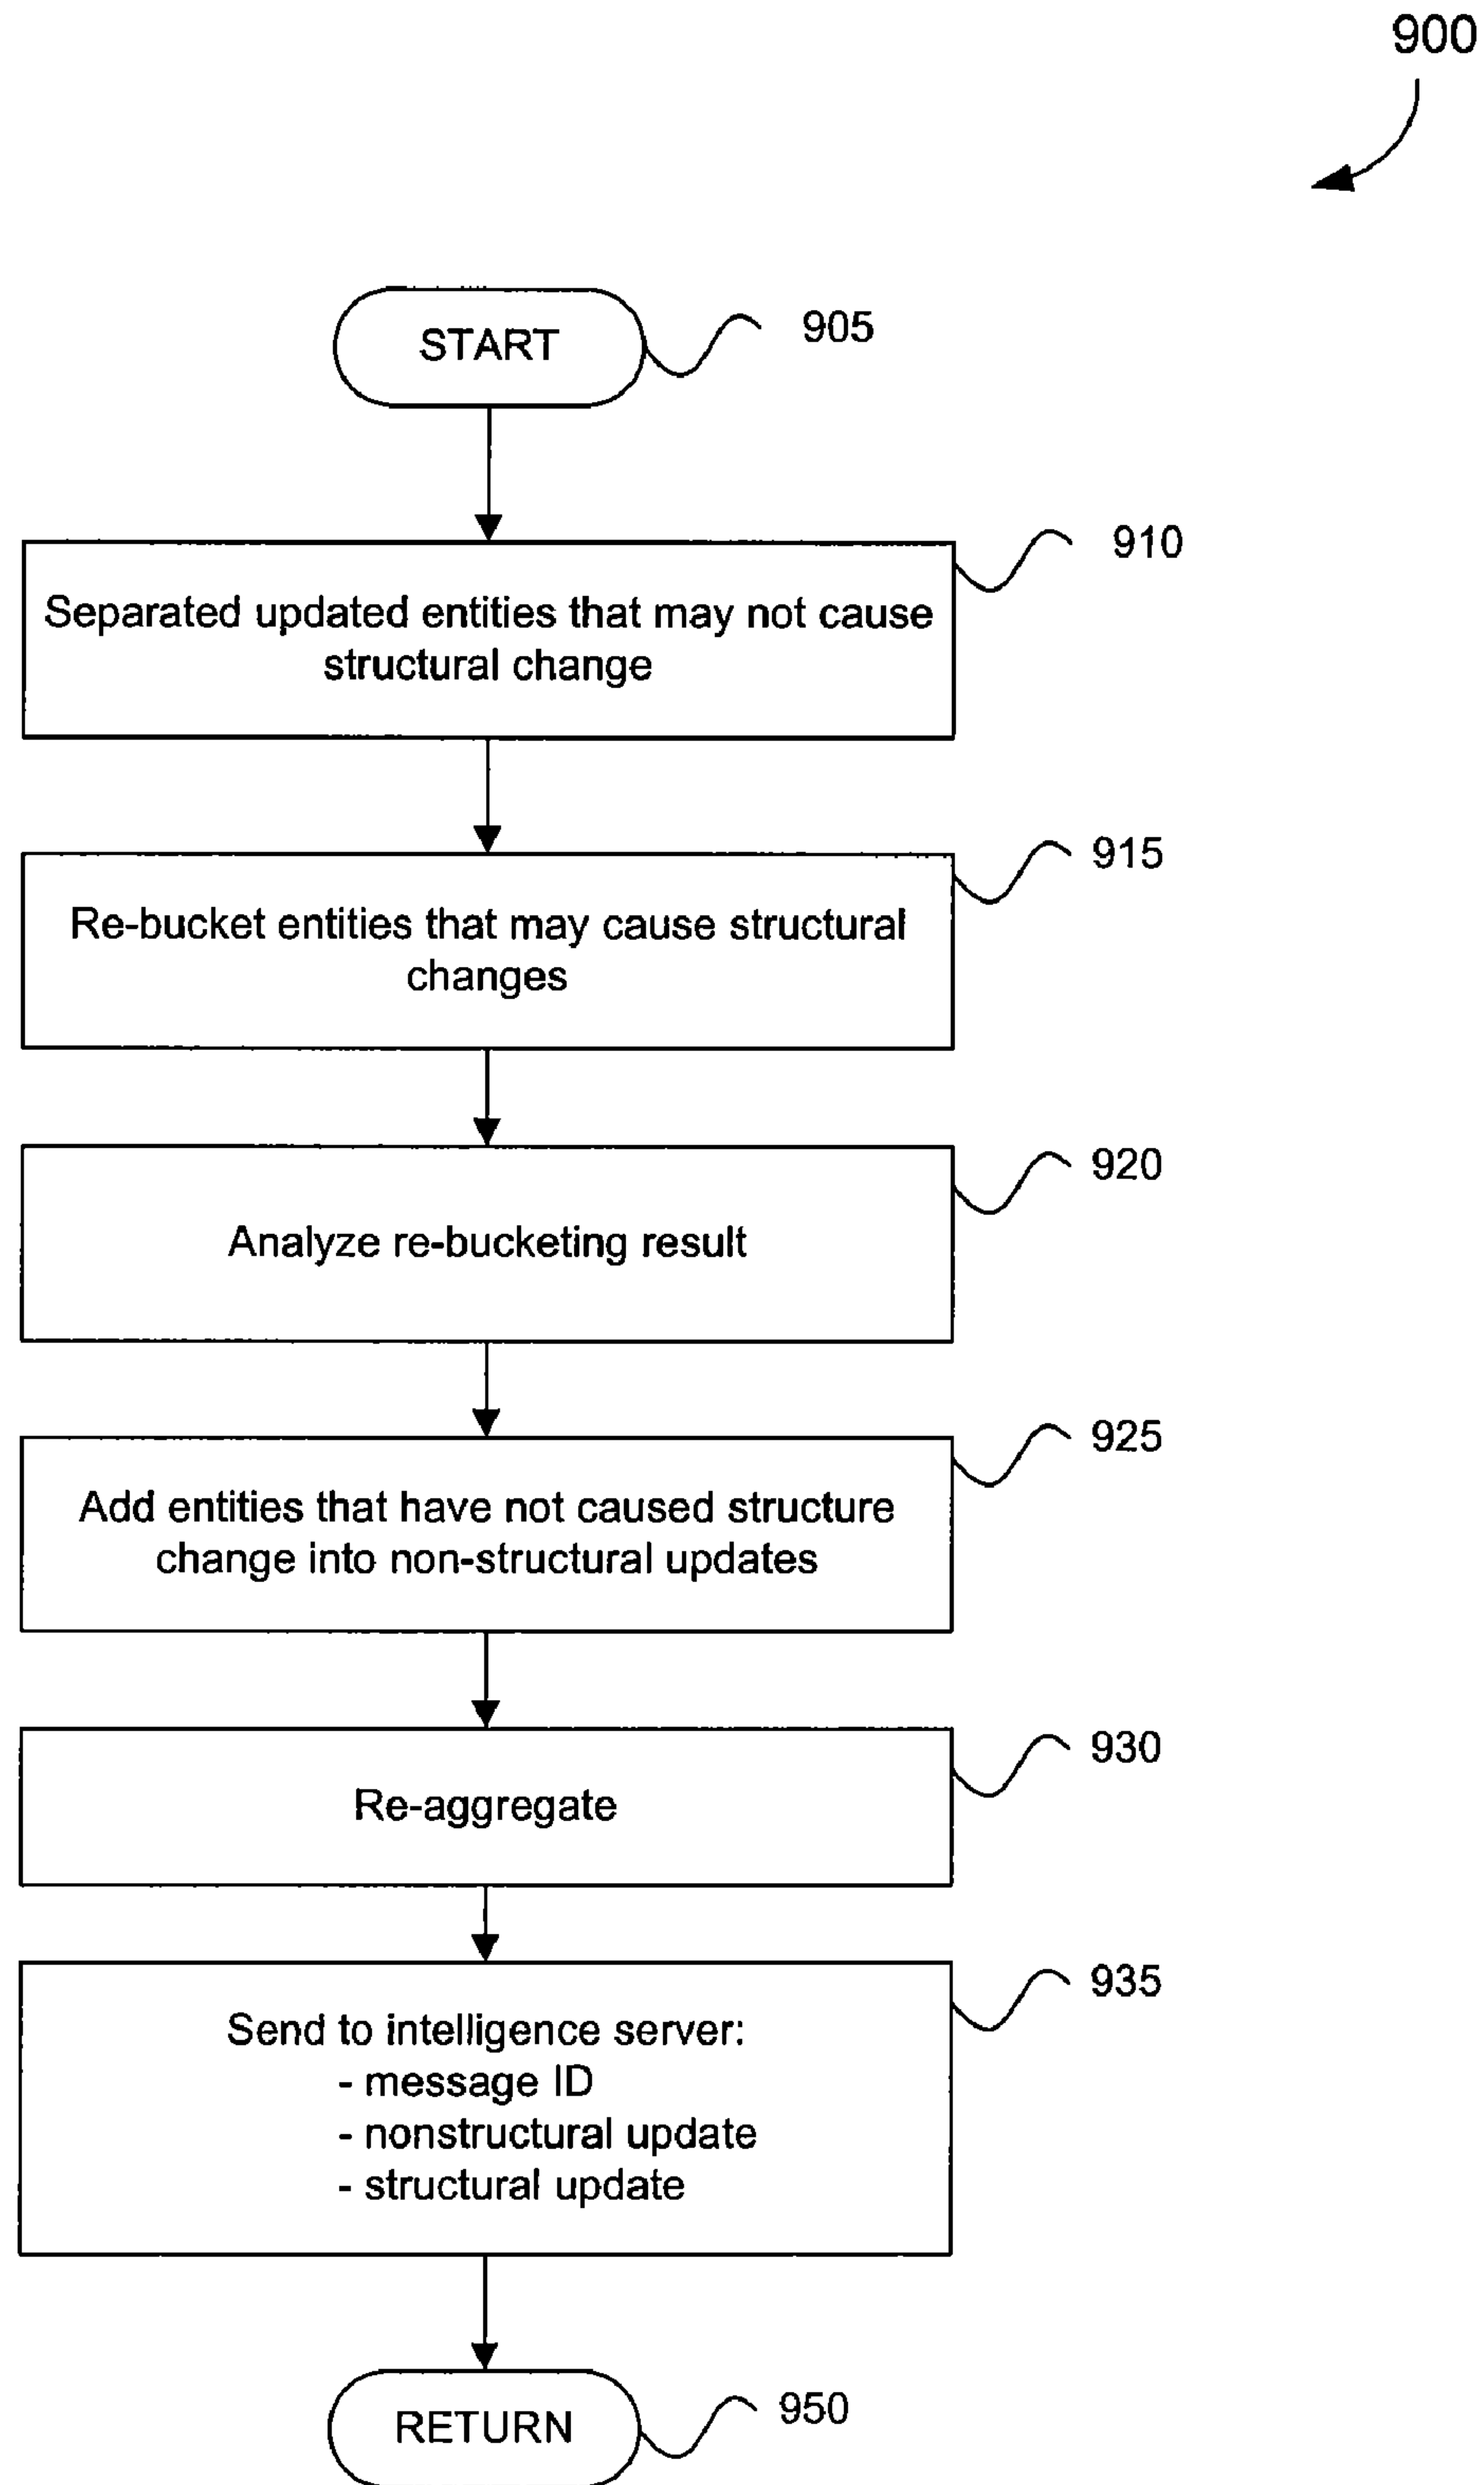 900
START
905
910
Separated updated entities that may not cause
structural change
915
Re-bucket entities that may cause structural
changes
920
Analyze re-bucketing result
925
Add entities that have not caused structure
change into non-structural updates
930
Re-aggregate
935
Send to intelligence server:
- message ID
- nonstructural update
- structural update
RETURN
950